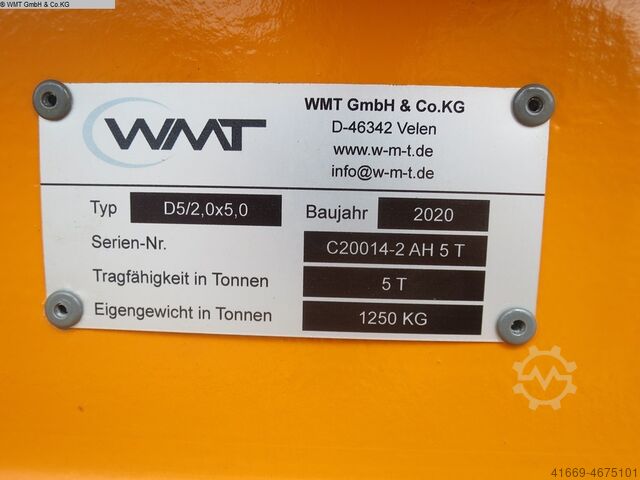 ® WMT GmbH & Co.KG
WMT
WMT GmbH & Co.KG
D-46342 Velen
www.w-m-t.de
info@w-m-t.de
Typ D5/2,0x5,0 Baujahr 2020
Serien-Nr. C20014-2 AH 5 T
Tragfähigkeit in Tonnen 5 T
Eigengewicht in Tonnen 1250 KG
41669-4675101